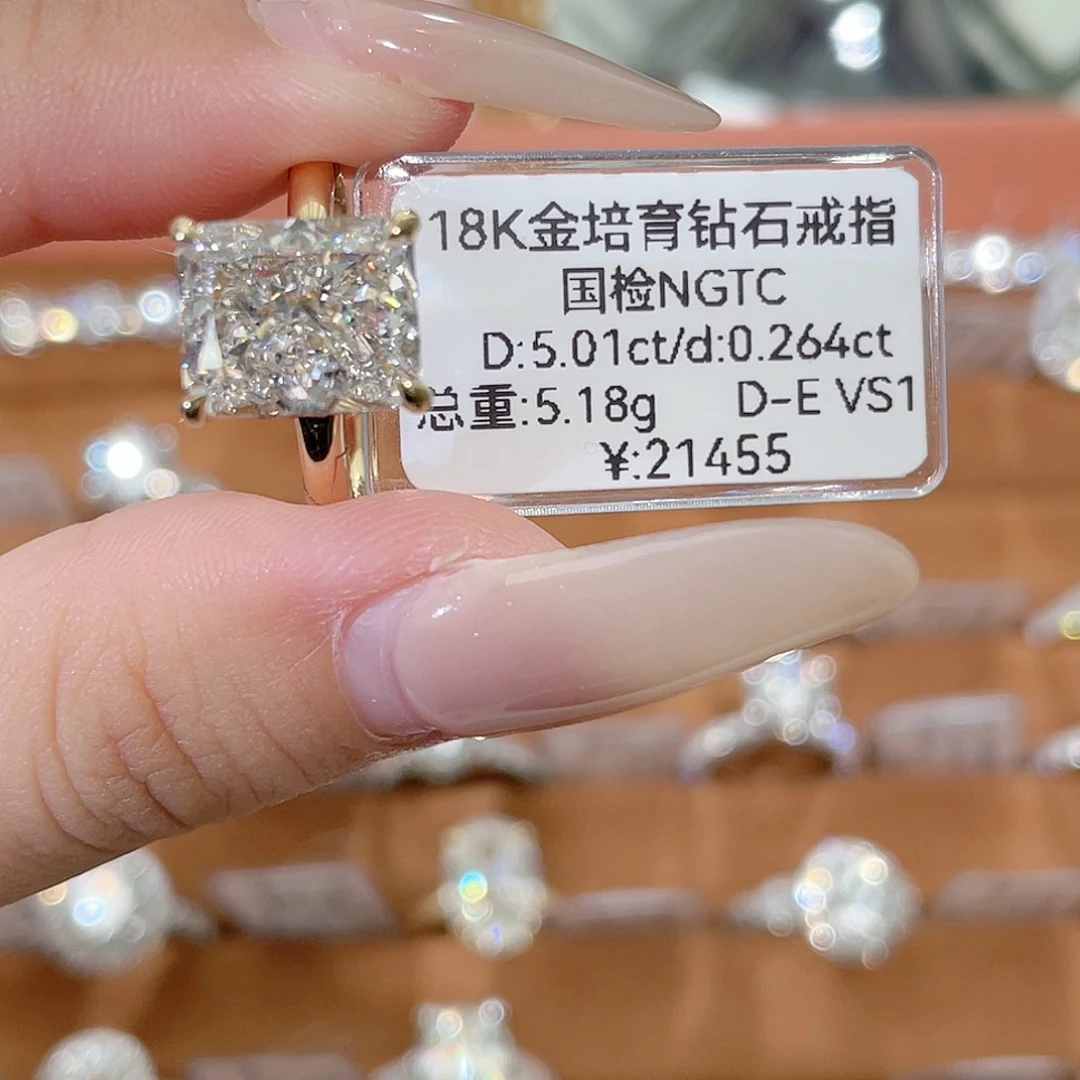 18K金培育钻石戒指
国检NGTC
D:5.01ct/d:0.264ct
总重:5.18g D-E VS1
¥:21455